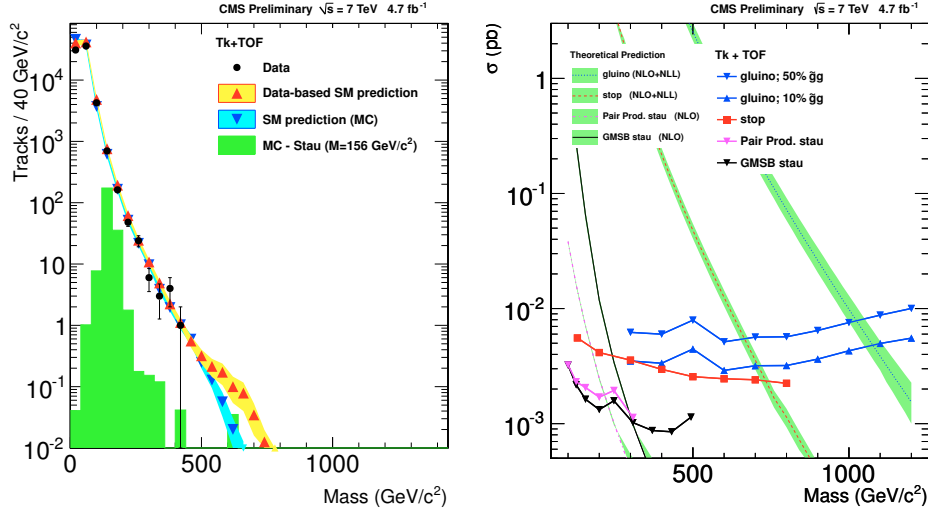 CMS Preliminary √s = 7 TeV 4.7 fb⁻¹
Tracks / 40 GeV/c²
10⁴
10³
10²
10
1
10⁻¹
10⁻²
Tk+TOF
Data
Data-based SM prediction
SM prediction (MC)
MC - Stau (M=156 GeV/c²)
0 500 1000
Mass (GeV/c²)
CMS Preliminary √s = 7 TeV 4.7 fb⁻¹
σ (pb)
1
10⁻¹
10⁻²
10⁻³
Theoretical Prediction
gluino (NLO+NLL)
stop (NLO+NLL)
Pair Prod. stau (NLO)
GMSB stau (NLO)
Tk + TOF
gluino; 50% g̃g
gluino; 10% g̃g
stop
Pair Prod. stau
GMSB stau
500 1000
Mass (GeV/c²)